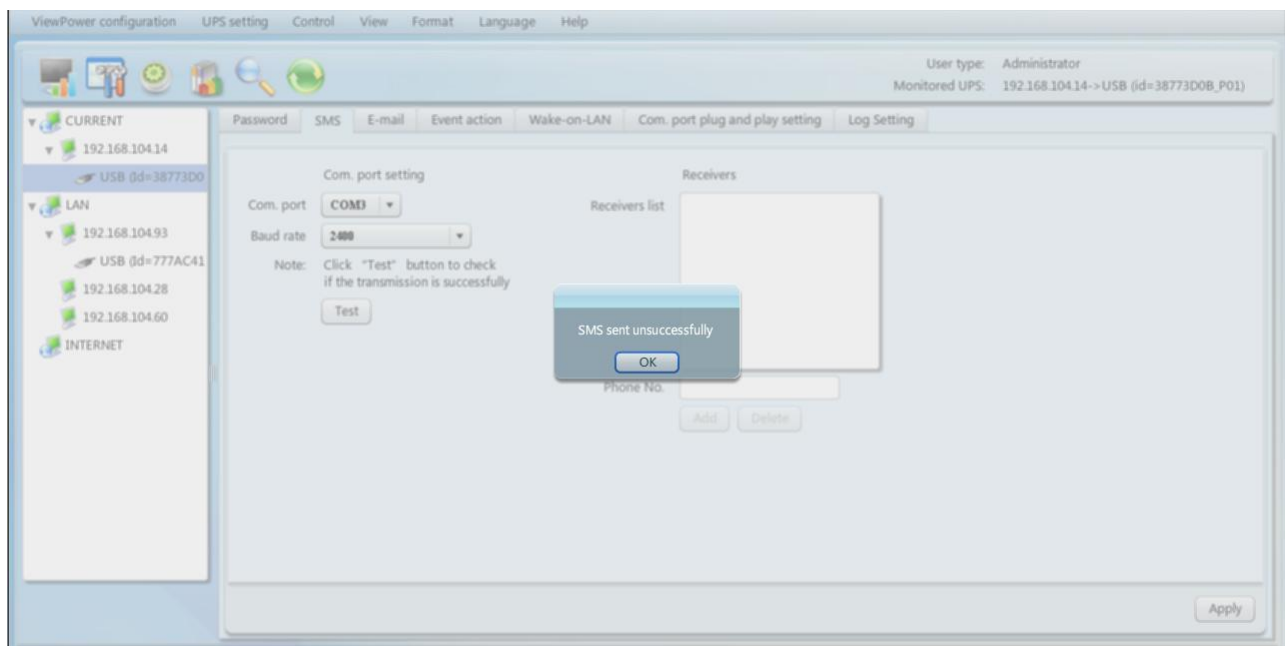 ViewPower configuration UPS setting Control View Format Language Help
User type: Administrator
Monitored UPS: 192.168.104.14->USB (id=38773D0B_P01)
CURRENT
192.168.104.14
USB (Id=38773D0
LAN
192.168.104.93
USB (Id=777AC41
192.168.104.28
192.168.104.60
INTERNET
Password SMS E-mail Event action Wake-on-LAN Com. port plug and play setting Log Setting
Com. port setting
Com. port COM3
Baud rate 2400
Note: Click "Test" button to check
if the transmission is successfully
Test
Receivers
Receivers list
SMS sent unsuccessfully
OK
Phone No.
Add Delete
Apply